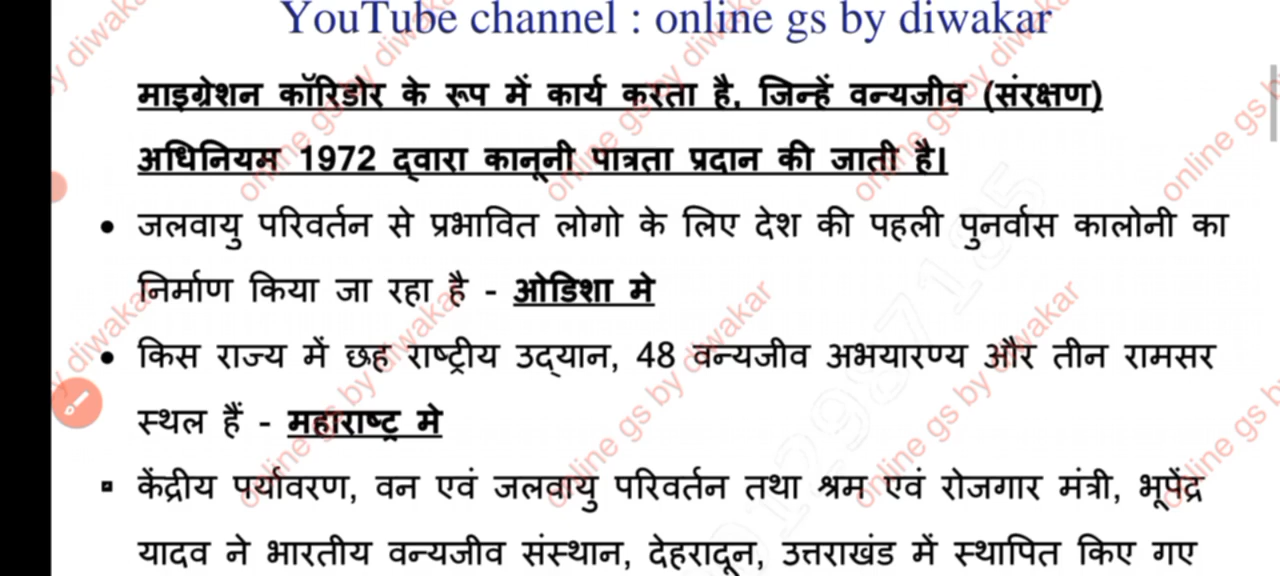 YouTube channel : online gs by diwakar
माइग्रेशन कॉरिडोर के रूप में कार्य करता है, जिन्हें वन्यजीव (संरक्षण)
अधिनियम 1972 द्वारा कानूनी पात्रता प्रदान की जाती है।
• जलवायु परिवर्तन से प्रभावित लोगो के लिए देश की पहली पुनर्वास कालोनी का
निर्माण किया जा रहा है - ओडिशा मे
• किस राज्य में छह राष्ट्रीय उद्यान, 48 वन्यजीव अभयारण्य और तीन रामसर
स्थल हैं - महाराष्ट्र मे
▫ केंद्रीय पर्यावरण, वन एवं जलवायु परिवर्तन तथा श्रम एवं रोजगार मंत्री, भूपेंद्र
यादव ने भारतीय वन्यजीव संस्थान, देहरादून, उत्तराखंड में स्थापित किए गए